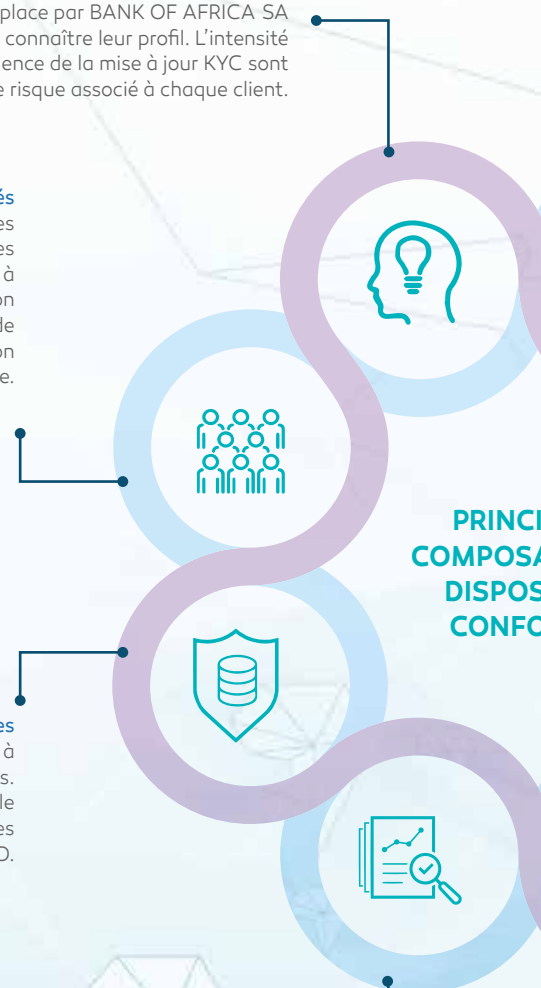 place par BANK OF AFRICA SA
connaître leur profil. L'intensité
ence de la mise à jour KYC sont
e risque associé à chaque client.
és
es
es
à
on
de
on
e.
PRINCI
COMPOSA
DISPOS
CONFO
es
à
s.
le
es
D.